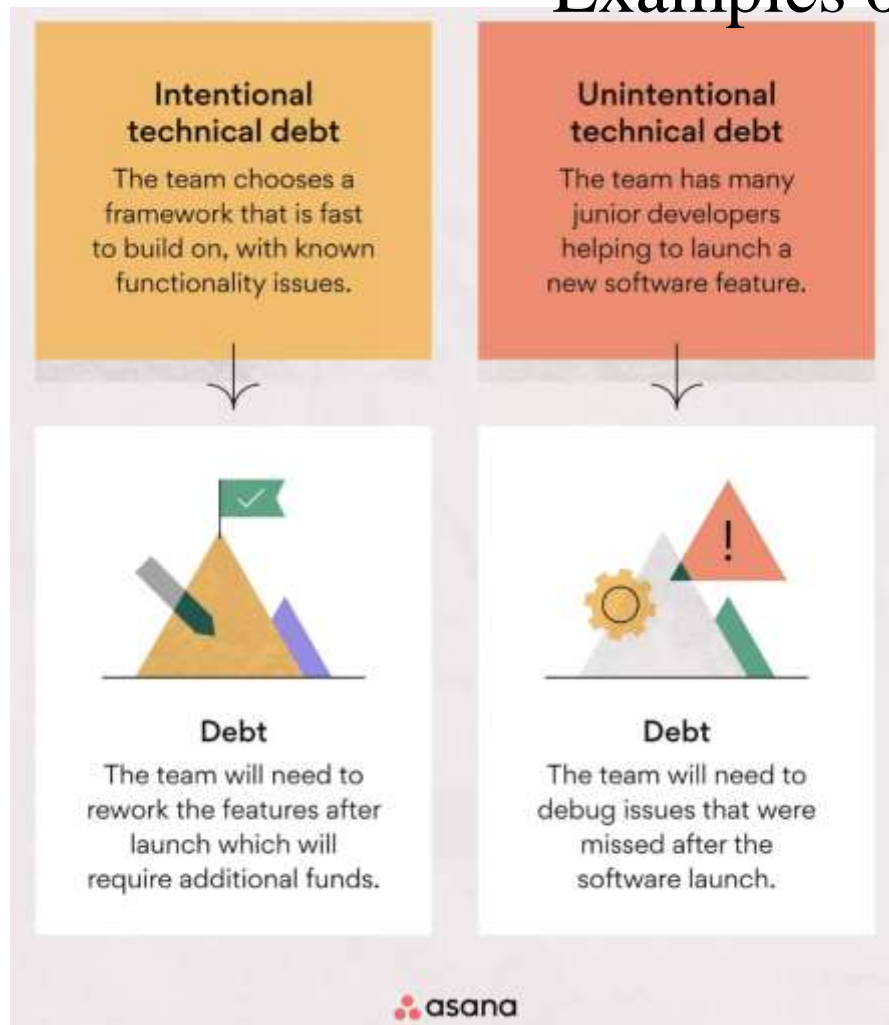 Examples
Intentional
technical debt
The team chooses a
framework that is fast
to build on, with known
functionality issues.
Unintentional
technical debt
The team has many
junior developers
helping to launch a
new software feature.
!
Debt
The team will need to
rework the features after
launch which will
require additional funds.
Debt
The team will need to
debug issues that were
missed after the
software launch.
asana